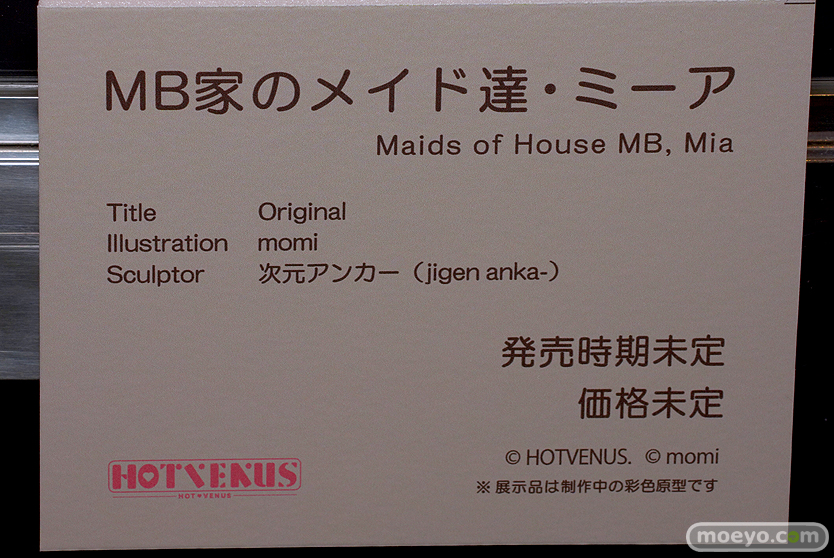 MB家のメイド達・ミーア
Maids of House MB, Mia
Title Original
Illustration momi
Sculptor 次元アンカー（jigen anka-）
発売時期未定
価格未定
© HOTVENUS. © momi
※展示品は制作中の彩色原型です
HOTVENUS
HOT♥VENUS
moeyo.com